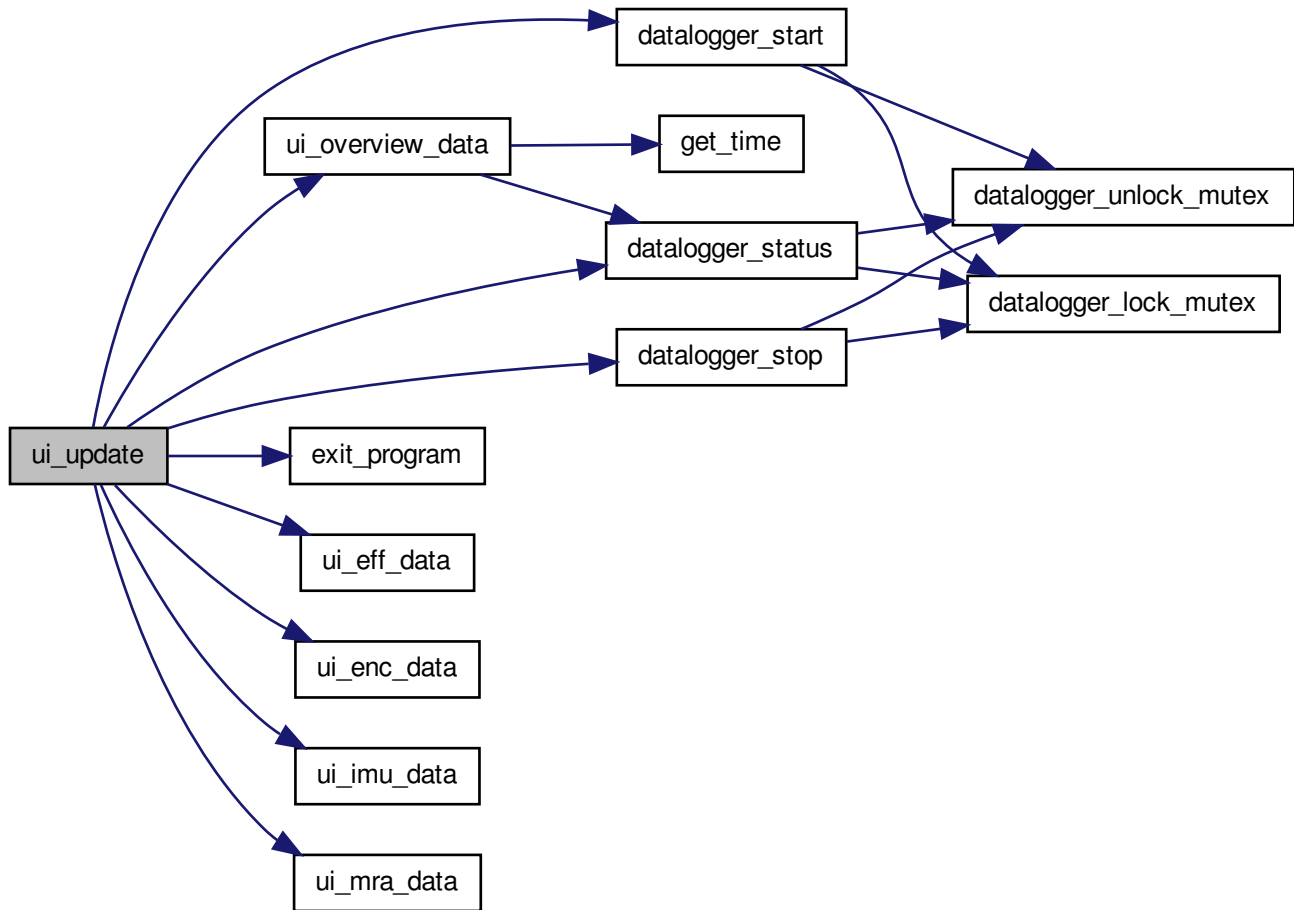 datalogger_start
ui_overview_data
get_time
datalogger_unlock_mutex
datalogger_status
datalogger_lock_mutex
datalogger_stop
ui_update
exit_program
ui_eff_data
ui_enc_data
ui_imu_data
ui_mra_data